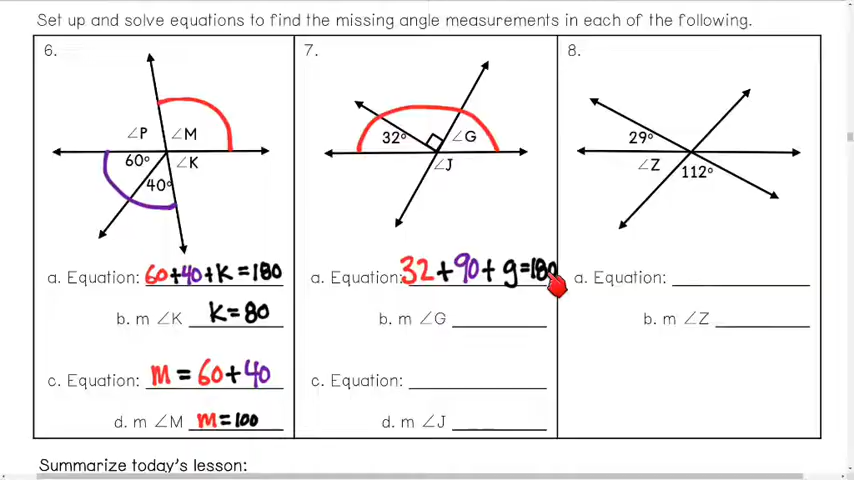 Set up and solve equations to find the missing angle measurements in each of the following.
6.
∠P ∠M
60° ∠K
40°
a. Equation: 60+40+K=180
b. m ∠K K=80
c. Equation: M = 60+40
d. m ∠M M=100
7.
32° ∠G
∠J
a. Equation: 32+90+g=180
b. m ∠G
c. Equation:
d. m ∠J
8.
29°
∠Z 112°
a. Equation:
b. m ∠Z
Summarize today's lesson: